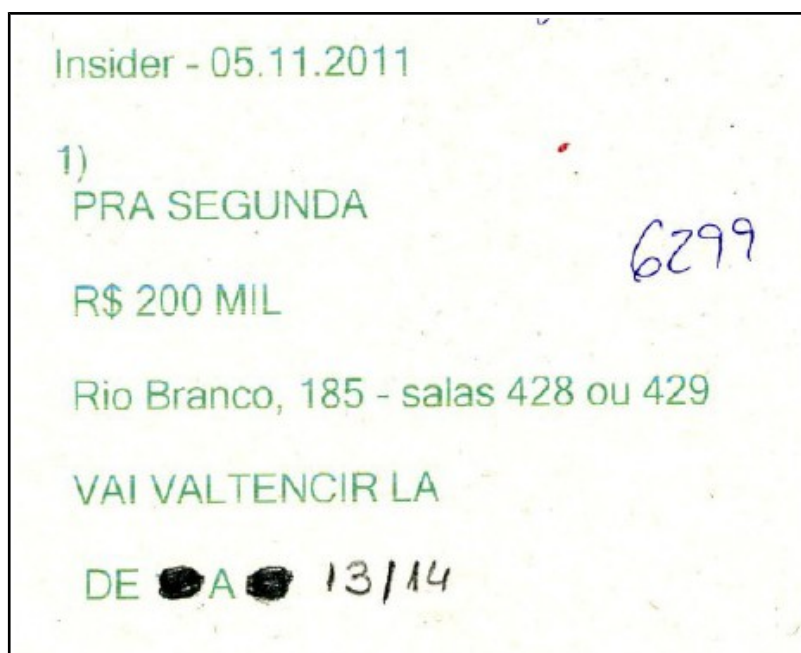 Insider - 05.11.2011
1)
PRA SEGUNDA
6299
R$ 200 MIL
Rio Branco, 185 - salas 428 ou 429
VAI VALTENCIR LA
DE A 13/14